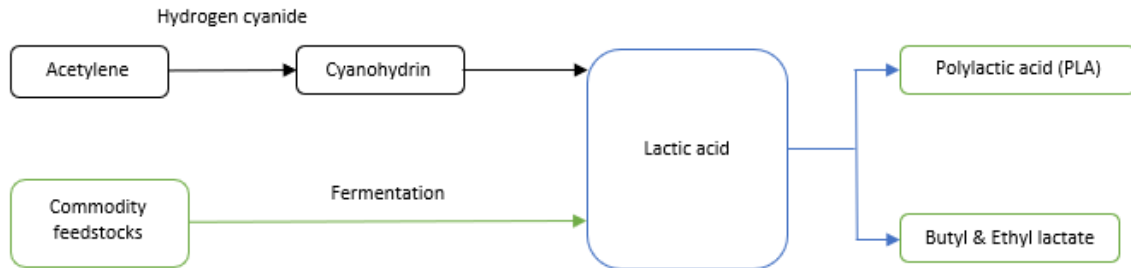 Hydrogen cyanide
Acetylene
Cyanohydrin
Polylactic acid (PLA)
Lactic acid
Fermentation
Commodity
feedstocks
Butyl & Ethyl lactate